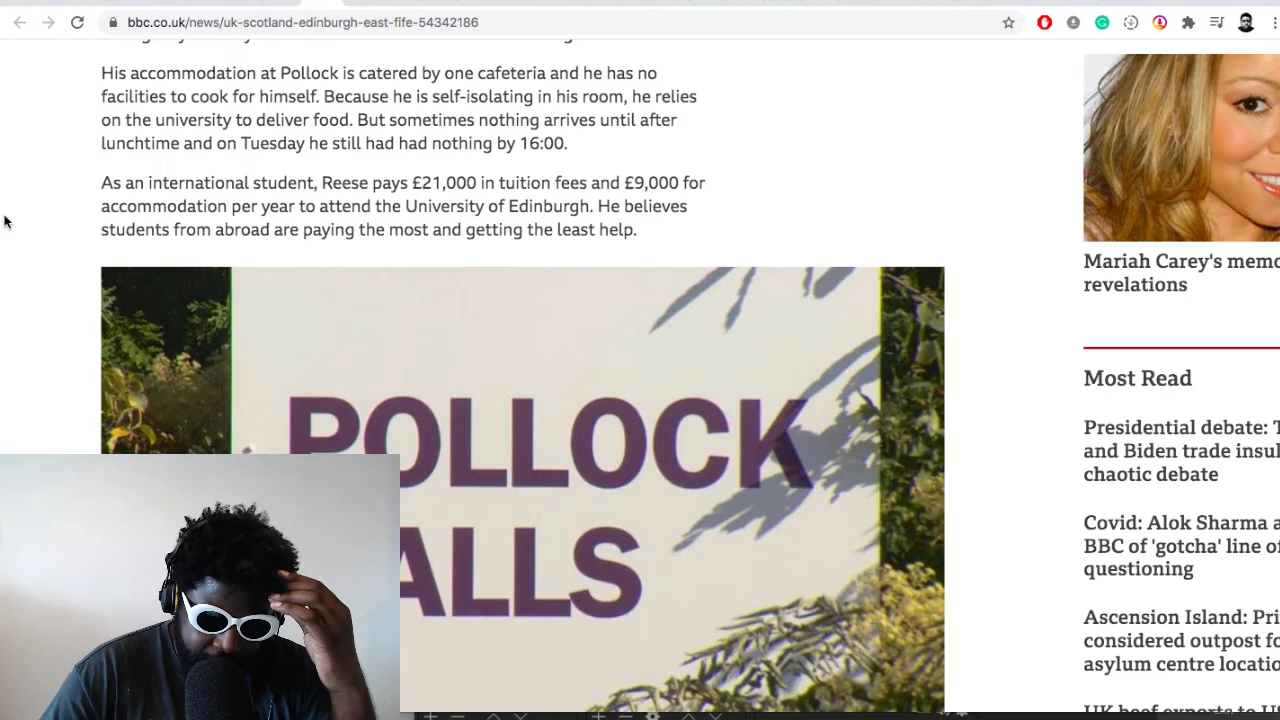 bbc.co.uk/news/uk-scotland-edinburgh-east-fife-54342186
His accommodation at Pollock is catered by one cafeteria and he has no
facilities to cook for himself. Because he is self-isolating in his room, he relies
on the university to deliver food. But sometimes nothing arrives until after
lunchtime and on Tuesday he still had had nothing by 16:00.
As an international student, Reese pays £21,000 in tuition fees and £9,000 for
accommodation per year to attend the University of Edinburgh. He believes
students from abroad are paying the most and getting the least help.
POLLOCK
ALLS
Mariah Carey's memo
revelations
Most Read
Presidential debate: T
and Biden trade insul
chaotic debate
Covid: Alok Sharma a
BBC of 'gotcha' line of
questioning
Ascension Island: Pri
considered outpost fo
asylum centre locatio
UK beef exports to U